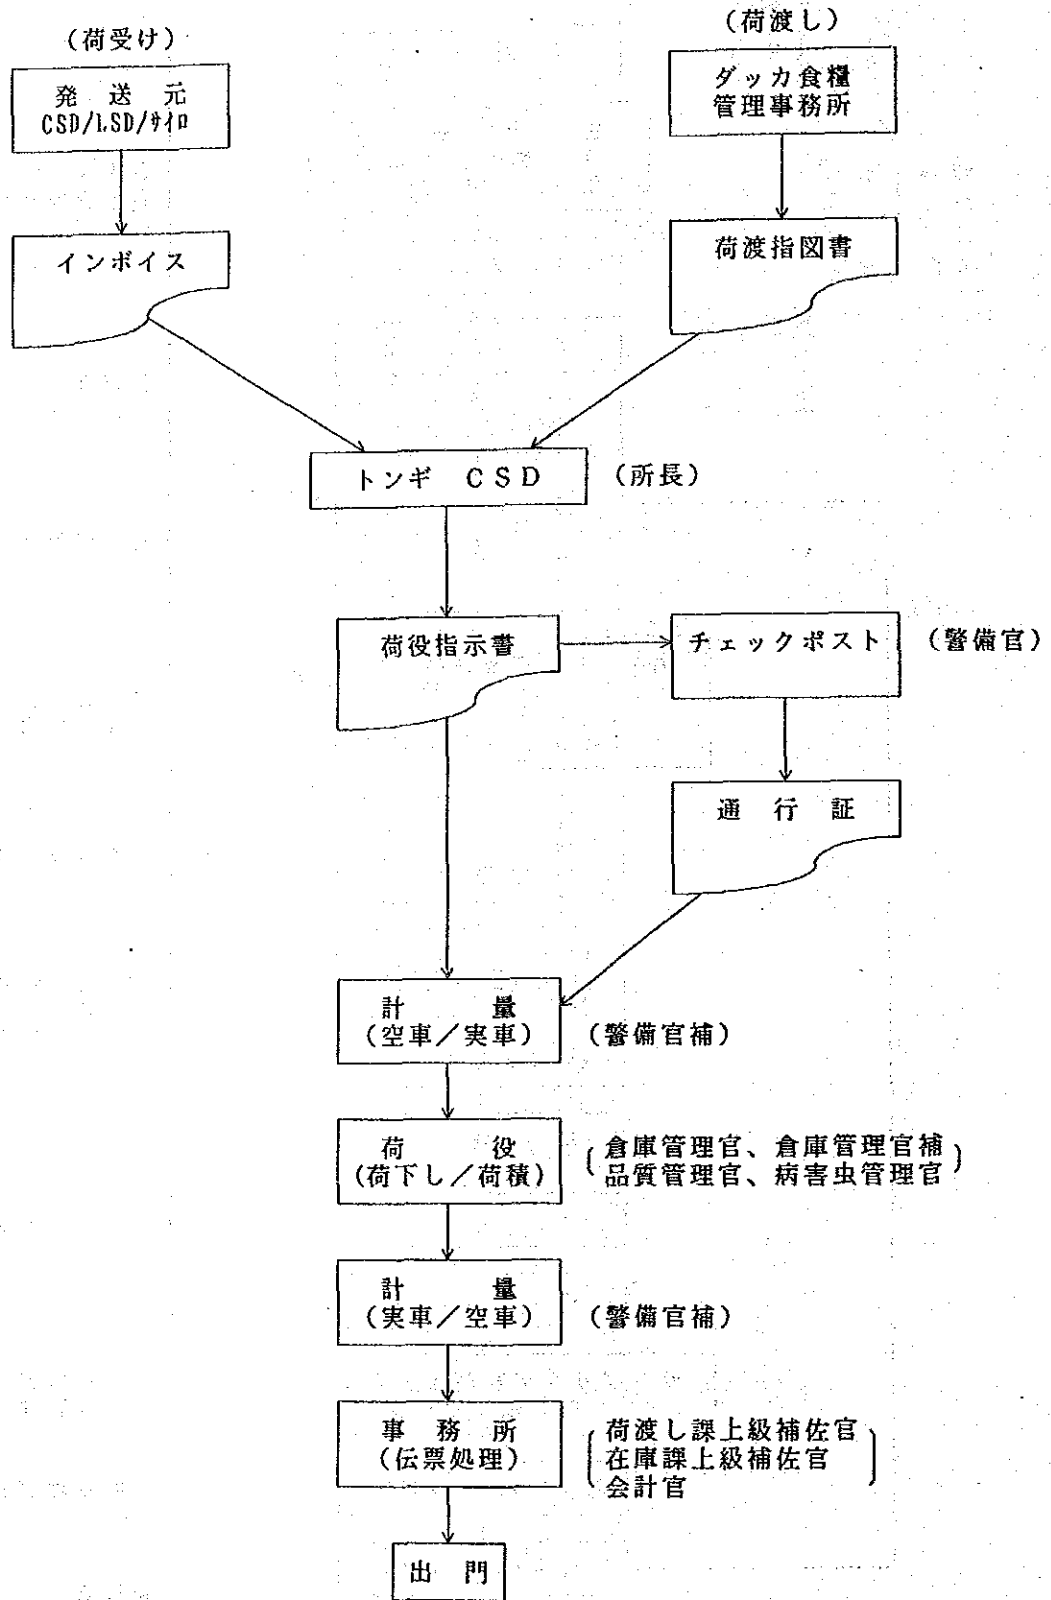 (荷受け)
発 送 元
CSD/LSD/サイロ
インボイス
(荷渡し)
ダッカ食糧
管理事務所
荷渡指図書
トンギ CSD
(所長)
荷役指示書
チェックポスト
(警備官)
通 行 証
計 量
(空車/実車)
(警備官補)
荷 役
(荷下し/荷積)
倉庫管理官、倉庫管理官補
品質管理官、病害虫管理官
計 量
(実車/空車)
(警備官補)
事 務 所
(伝票処理)
荷渡し課上級補佐官
在庫課上級補佐官
会計官
出 門